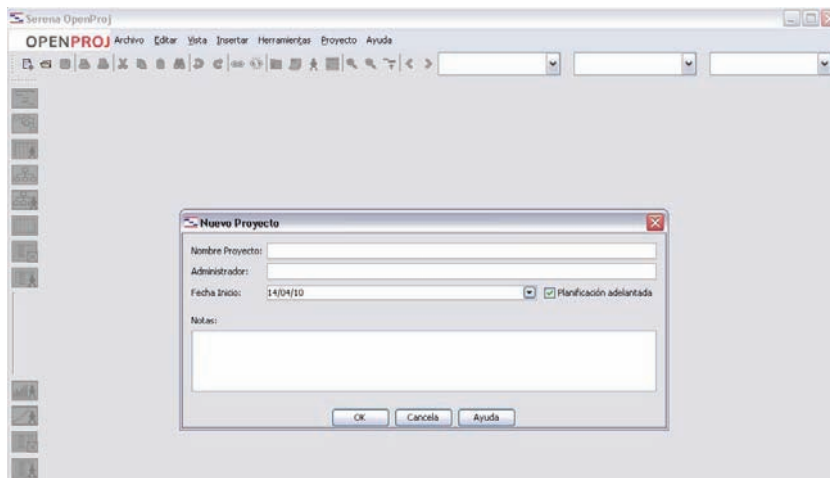 Serena OpenProj
OPENPROJ Archivo Editar Vista Insertar Herramientas Proyecto Ayuda
Nuevo Proyecto
Nombre Proyecto:
Administrador:
Fecha Inicio: 14/04/10 Planificación adelantada
Notas:
OK Cancela Ayuda